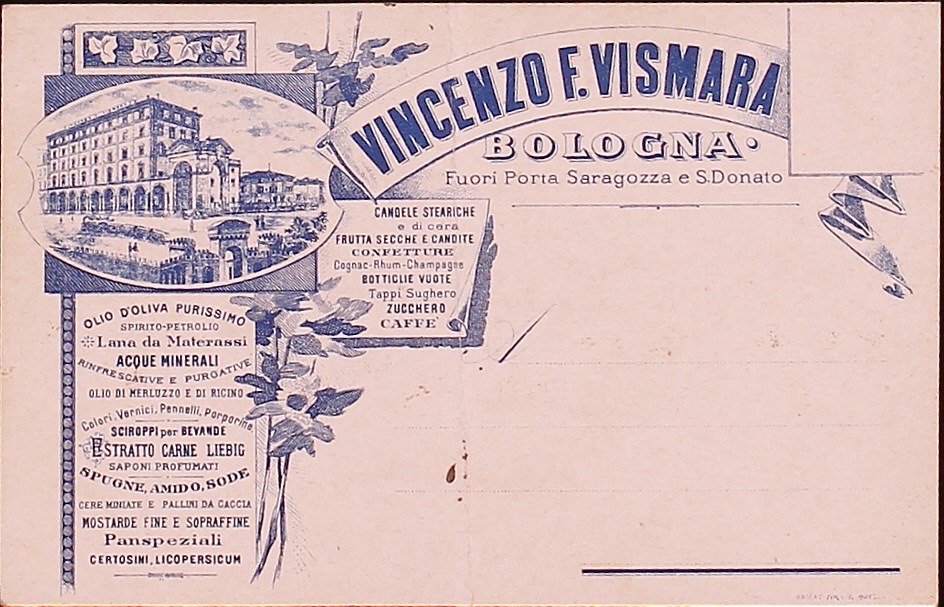 VINCENZO F. VISMARA
BOLOGNA •
Fuori Porta Saragozza e S. Donato
CANDELE STEARICHE
e di cera
FRUTTA SECCHE E CANDITE
CONFETTURE
Cognac-Rhum-Champagne
BOTTIGLIE VUOTE
Tappi Sughero
ZUCCHERO
CAFFE'
OLIO D'OLIVA PURISSIMO
SPIRITO-PETROLIO
Lana da Materassi
ACQUE MINERALI
RINFRESCATIVE E PURGATIVE
OLIO DI MERLUZZO E DI RICINO
Colori, Vernici, Pennelli, Porporine
SCIROPPI per BEVANDE
ESTRATTO CARNE LIEBIG
SAPONI PROFUMATI
SPUGNE, AMIDO, SODE
CERE MINIATE E PALLINI DA CACCIA
MOSTARDE FINE E SOPRAFFINE
Panspeziali
CERTOSINI, LICOPERSICUM